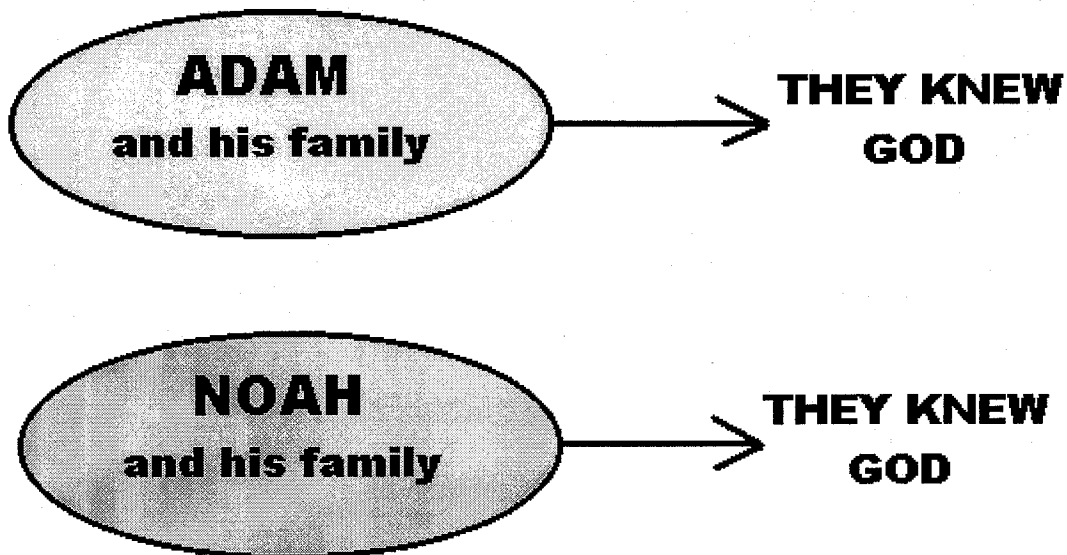 ADAM
and his family
THEY KNEW
GOD
NOAH
and his family
THEY KNEW
GOD